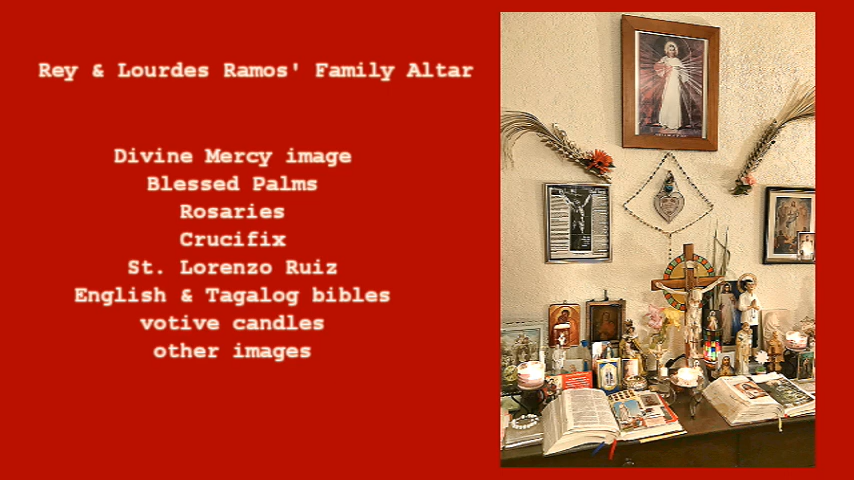 Rey & Lourdes Ramos' Family Altar
Divine Mercy image
Blessed Palms
Rosaries
Crucifix
St. Lorenzo Ruiz
English & Tagalog bibles
votive candles
other images